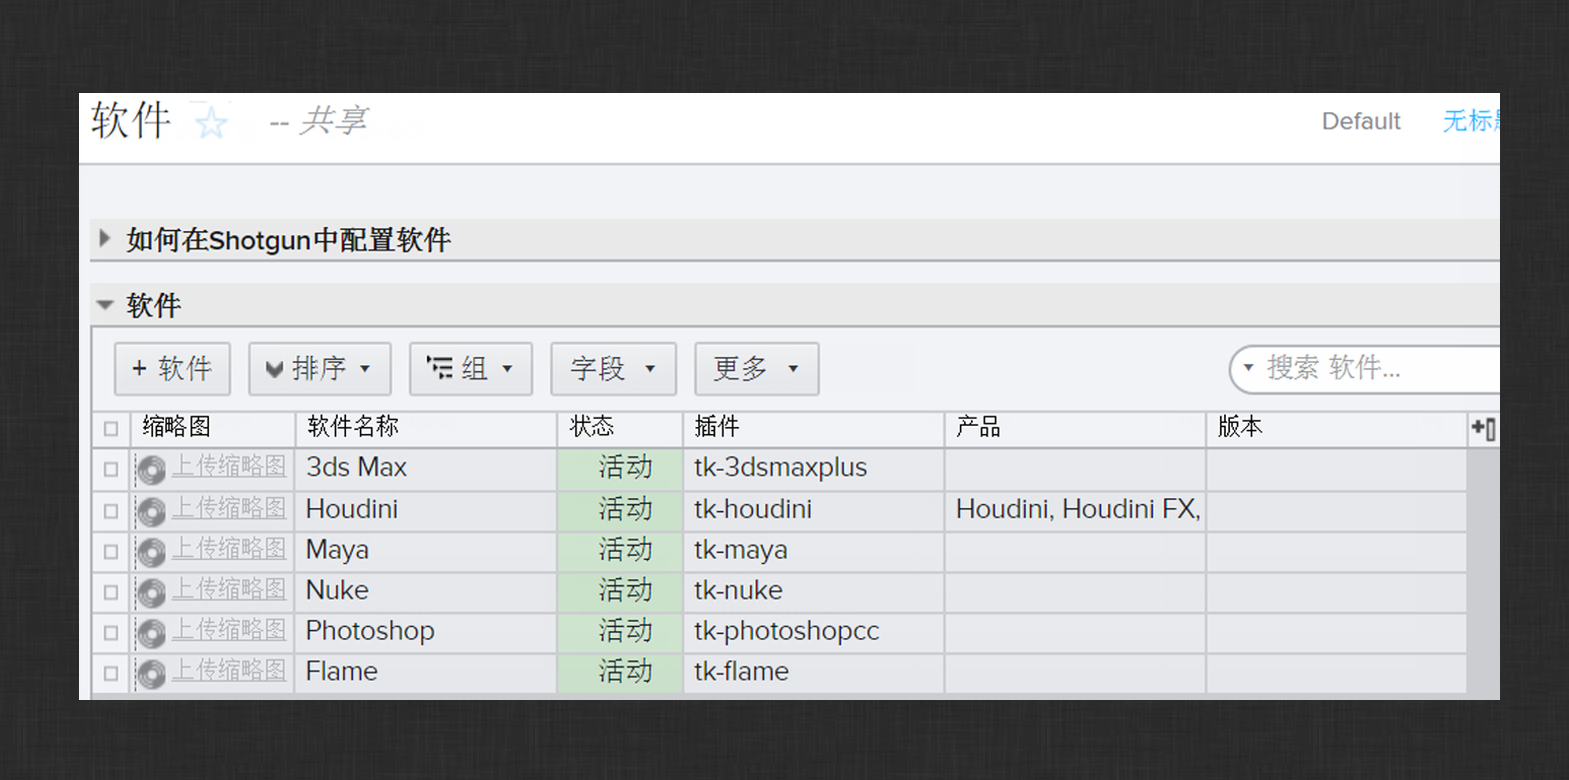 软件 -- 共享 Default 无标
如何在Shotgun中配置软件
软件
+ 软件 排序 组 字段 更多 搜索 软件...
缩略图 软件名称 状态 插件 产品 版本
上传缩略图 3ds Max 活动 tk-3dsmaxplus
上传缩略图 Houdini 活动 tk-houdini Houdini, Houdini FX,
上传缩略图 Maya 活动 tk-maya
上传缩略图 Nuke 活动 tk-nuke
上传缩略图 Photoshop 活动 tk-photoshopcc
上传缩略图 Flame 活动 tk-flame